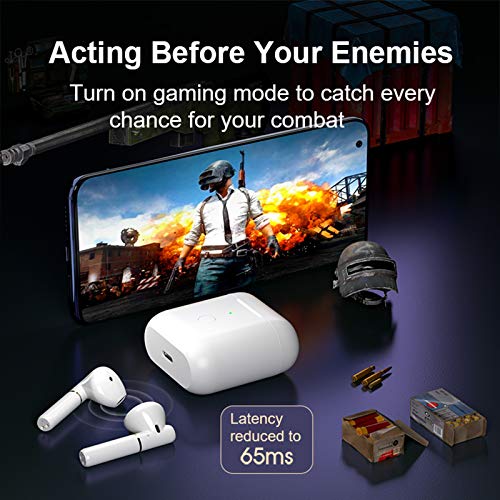 Acting Before Your Enemies
Turn on gaming mode to catch every
chance for your combat
Latency
reduced to
65ms